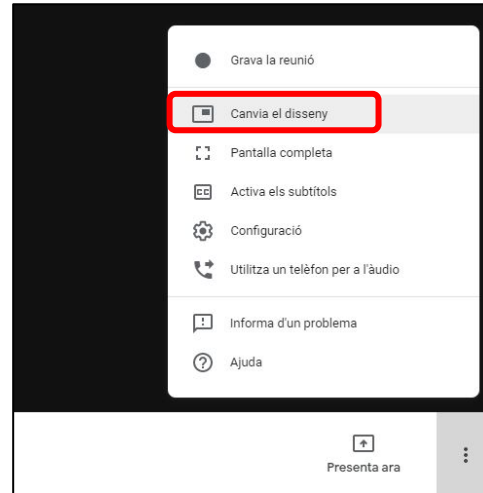 Grava la reunió
Canvia el disseny
Pantalla completa
CC
Activa els subtítols
Configuració
Utilitza un telèfon per a l'àudio
Informa d'un problema
Ajuda
Presenta ara